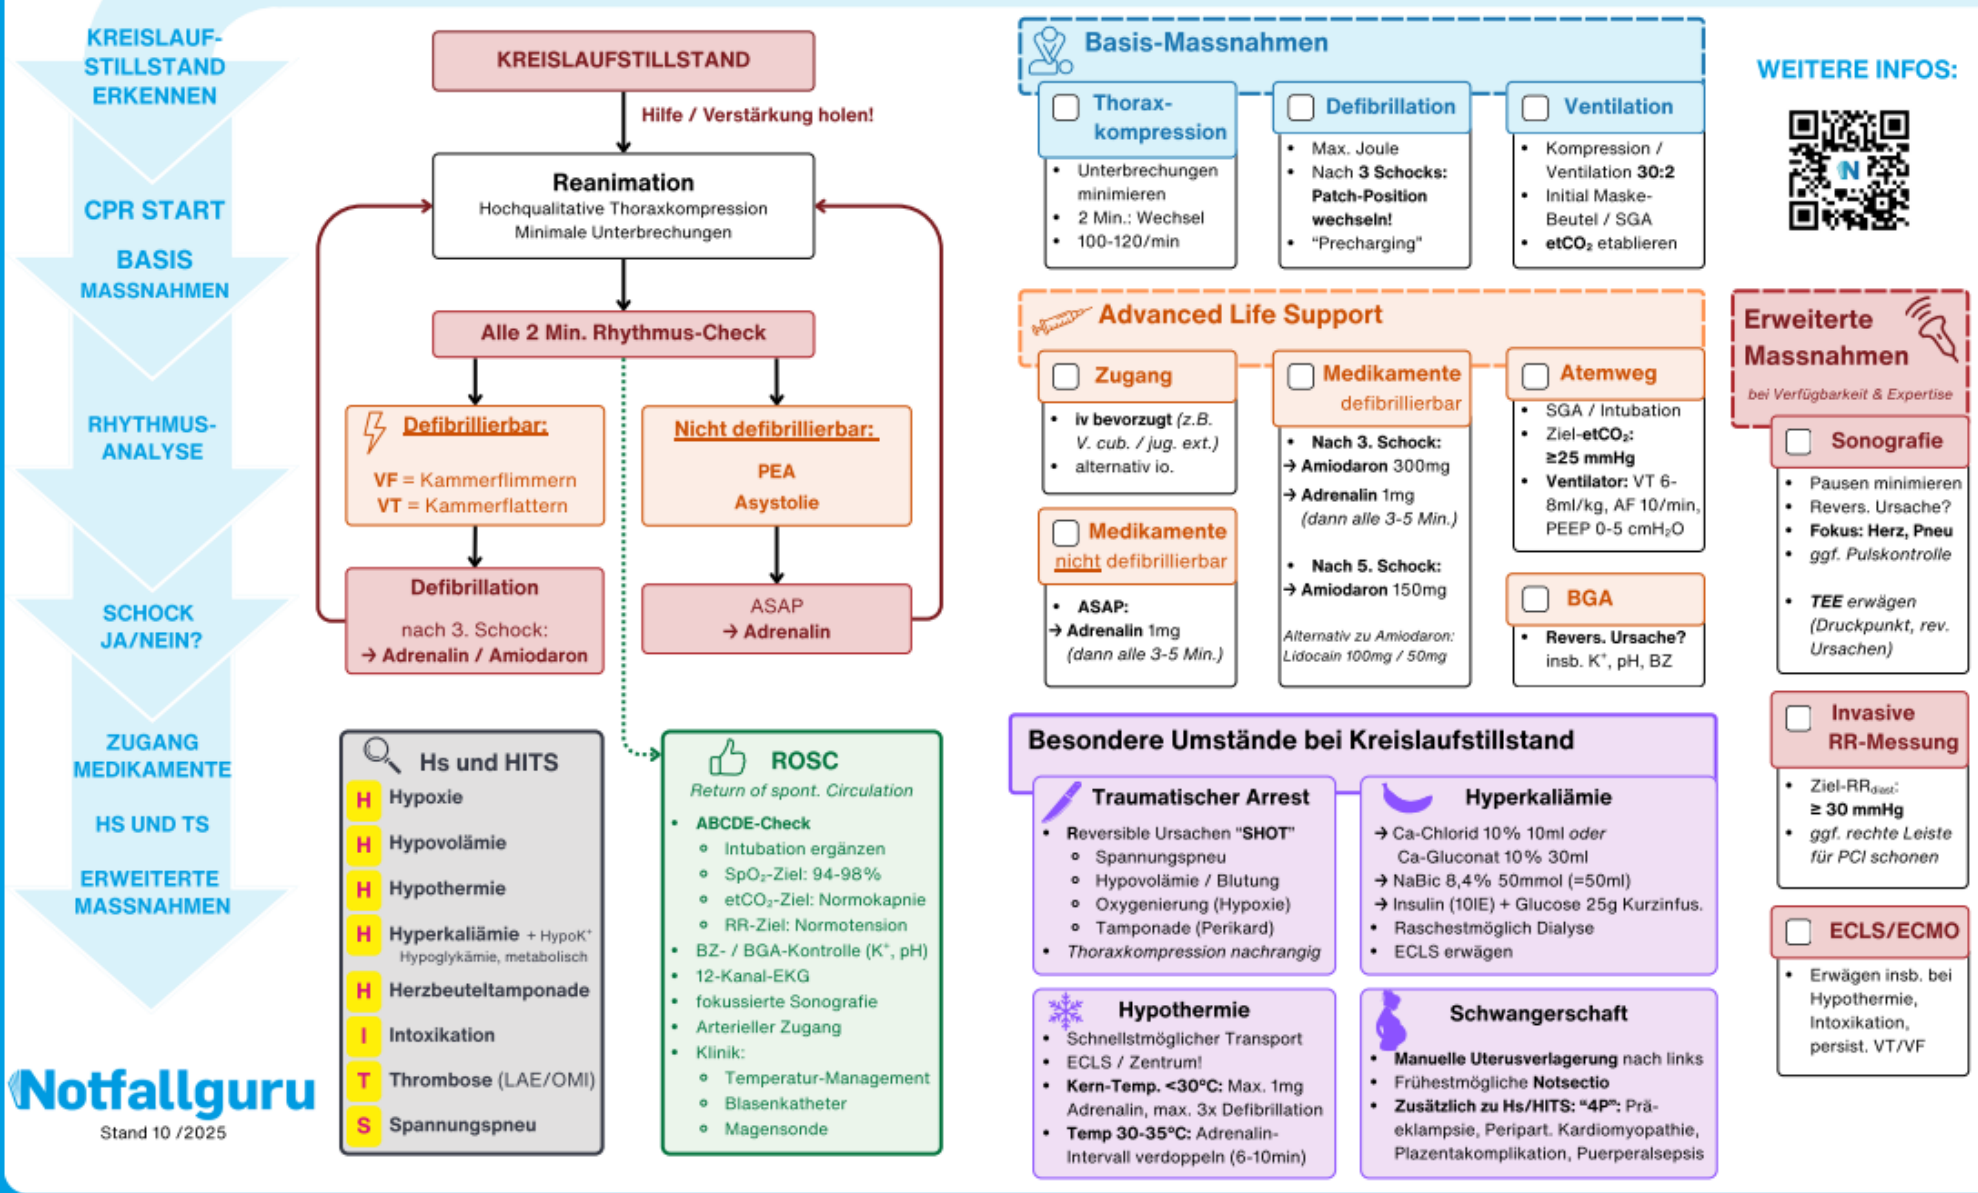 KREISLAUF-
STILLSTAND
ERKENNEN
CPR START
BASIS
MASSNAHMEN
RHYTHMUS-
ANALYSE
SCHOCK
JA/NEIN?
ZUGANG
MEDIKAMENTE
HS UND TS
ERWEITERTE
MASSNAHMEN
Notfallguru
Stand 10 /2025
KREISLAUFSTILLSTAND
Hilfe / Verstärkung holen!
Reanimation
Hochqualitative Thoraxkompression
Minimale Unterbrechungen
Alle 2 Min. Rhythmus-Check
Defibrillierbar:
VF = Kammerflimmern
VT = Kammerflattern
Nicht defibrillierbar:
PEA
Asystolie
Defibrillation
nach 3. Schock:
→ Adrenalin / Amiodaron
ASAP
→ Adrenalin
Hs und HITS
H Hypoxie
H Hypovolämie
H Hypothermie
H Hyperkaliämie + HypoK⁺
Hypoglykämie, metabolisch
H Herzbeuteltamponade
I Intoxikation
T Thrombose (LAE/OMI)
S Spannungspneu
ROSC
Return of spont. Circulation
• ABCDE-Check
Intubation ergänzen
SpO₂-Ziel: 94-98%
etCO₂-Ziel: Normokapnie
RR-Ziel: Normotension
• BZ- / BGA-Kontrolle (K⁺, pH)
• 12-Kanal-EKG
• fokussierte Sonografie
• Arterieller Zugang
• Klinik:
Temperatur-Management
Blasenkatheter
Magensonde
Basis-Massnahmen
Thorax-
kompression
• Unterbrechungen
minimieren
• 2 Min.: Wechsel
• 100-120/min
Defibrillation
• Max. Joule
• Nach 3 Schocks:
Patch-Position
wechseln!
• "Precharging"
Ventilation
• Kompression /
Ventilation 30:2
• Initial Maske-
Beutel / SGA
• etCO₂ etablieren
Advanced Life Support
Zugang
• iv bevorzugt (z.B.
V. cub. / jug. ext.)
• alternativ io.
Medikamente
nicht defibrillierbar
• ASAP:
→ Adrenalin 1mg
(dann alle 3-5 Min.)
Medikamente
defibrillierbar
• Nach 3. Schock:
→ Amiodaron 300mg
→ Adrenalin 1mg
(dann alle 3-5 Min.)
• Nach 5. Schock:
→ Amiodaron 150mg
Alternativ zu Amiodaron:
Lidocain 100mg / 50mg
Atemweg
• SGA / Intubation
• Ziel-etCO₂:
≥25 mmHg
• Ventilator: VT 6-
8ml/kg, AF 10/min,
PEEP 0-5 cmH₂O
BGA
• Revers. Ursache?
insb. K⁺, pH, BZ
Besondere Umstände bei Kreislaufstillstand
Traumatischer Arrest
• Reversible Ursachen "SHOT"
Spannungspneu
Hypovolämie / Blutung
Oxygenierung (Hypoxie)
Tamponade (Perikard)
• Thoraxkompression nachrangig
Hyperkaliämie
→ Ca-Chlorid 10% 10ml oder
Ca-Gluconat 10% 30ml
→ NaBic 8,4% 50mmol (=50ml)
→ Insulin (10IE) + Glucose 25g Kurzinfus.
• Raschestmöglich Dialyse
• ECLS erwägen
Hypothermie
• Schnellstmöglicher Transport
• ECLS / Zentrum!
• Kern-Temp. <30°C: Max. 1mg
Adrenalin, max. 3x Defibrillation
• Temp 30-35°C: Adrenalin-
Intervall verdoppeln (6-10min)
Schwangerschaft
• Manuelle Uterusverlagerung nach links
• Frühestmögliche Notsectio
• Zusätzlich zu Hs/HITS: "4P": Prä-
eklampsie, Peripart. Kardiomyopathie,
Plazentakomplikation, Puerperalsepsis
WEITERE INFOS:
N
Erweiterte
Massnahmen
bei Verfügbarkeit & Expertise
Sonografie
• Pausen minimieren
• Revers. Ursache?
• Fokus: Herz, Pneu
• ggf. Pulskontrolle
• TEE erwägen
(Druckpunkt, rev.
Ursachen)
Invasive
RR-Messung
• Ziel-RRdiast:
≥ 30 mmHg
• ggf. rechte Leiste
für PCI schonen
ECLS/ECMO
• Erwägen insb. bei
Hypothermie,
Intoxikation,
persist. VT/VF